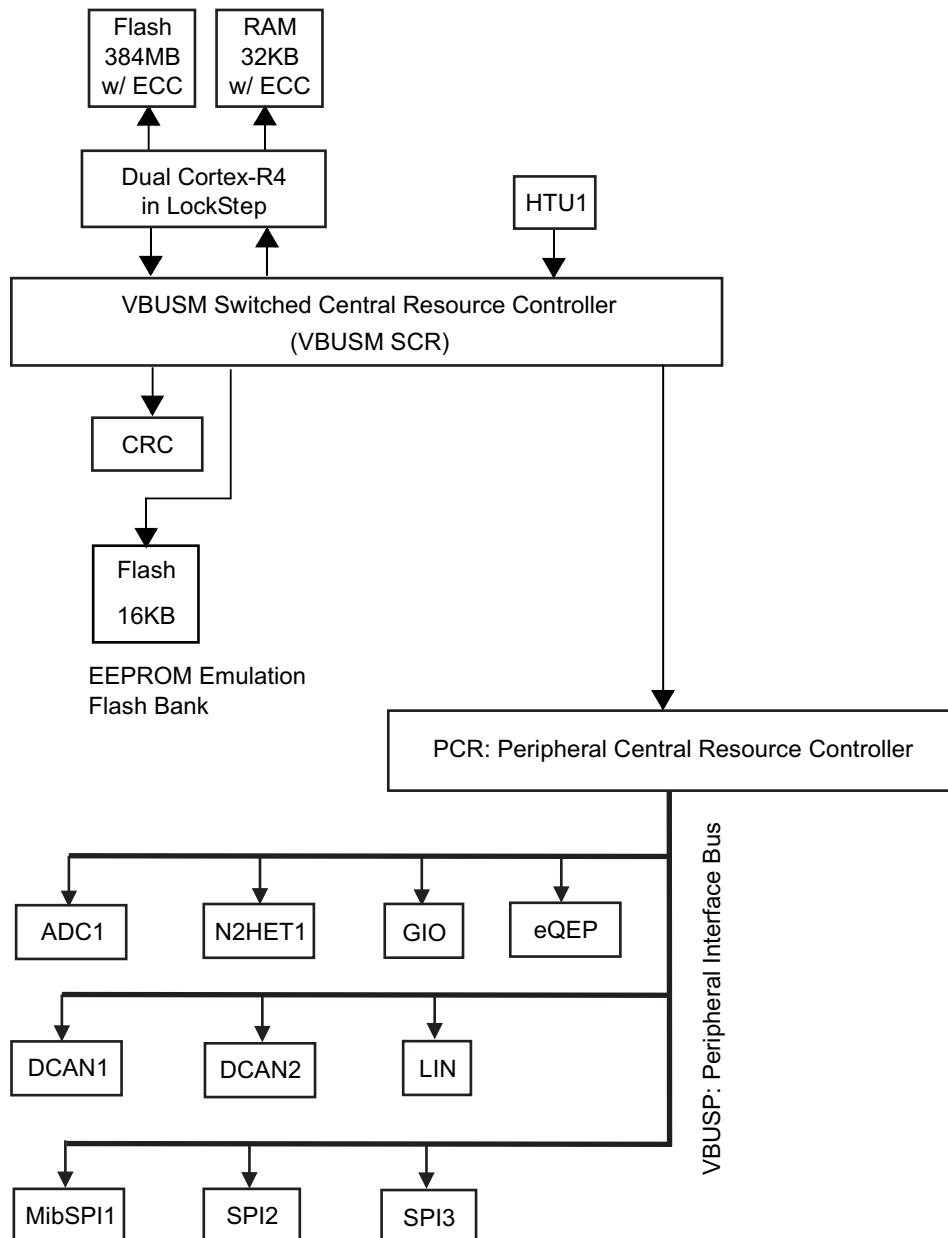 Flash
384MB
w/ ECC
RAM
32KB
w/ ECC
Dual Cortex-R4
in LockStep
HTU1
VBUSM Switched Central Resource Controller
(VBUSM SCR)
CRC
Flash
16KB
EEPROM Emulation
Flash Bank
PCR: Peripheral Central Resource Controller
VBUSP: Peripheral Interface Bus
ADC1
N2HET1
GIO
eQEP
DCAN1
DCAN2
LIN
MibSPI1
SPI2
SPI3